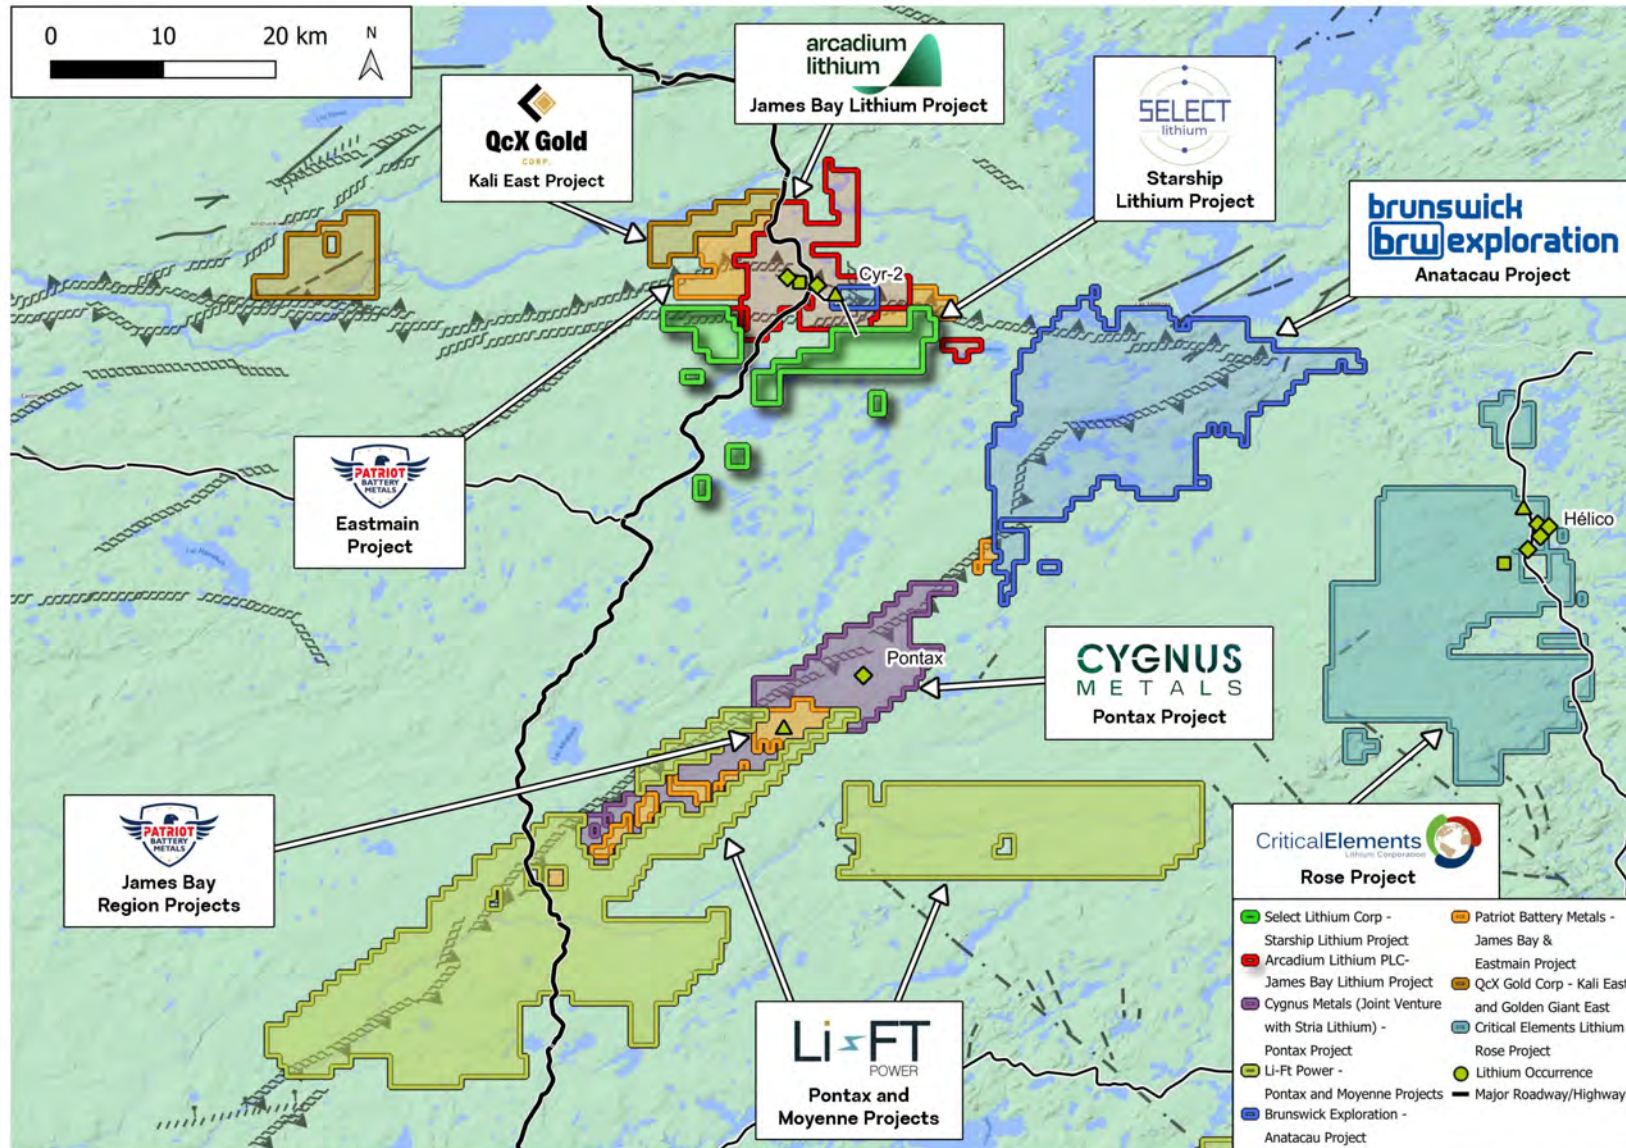 0 10 20 km
N
QcX Gold
CORP.
Kali East Project
arcadium
lithium
James Bay Lithium Project
SELECT
lithium
Starship
Lithium Project
brunswick
brw exploration
Anatacau Project
Cyr-2
PATRIOT
BATTERY
METALS
Eastmain
Project
Hélico
Pontax
CYGNUS
METALS
Pontax Project
PATRIOT
BATTERY
METALS
James Bay
Region Projects
CriticalElements
Lithium Corporation
Rose Project
Li-FT
POWER
Pontax and
Moyenne Projects
Select Lithium Corp -
Starship Lithium Project
Arcadium Lithium PLC-
James Bay Lithium Project
Cygnus Metals (Joint Venture
with Stria Lithium) -
Pontax Project
Li-Ft Power -
Pontax and Moyenne Projects
Brunswick Exploration -
Anatacau Project
Patriot Battery Metals -
James Bay &
Eastmain Project
QcX Gold Corp - Kali East
and Golden Giant East
Critical Elements Lithium
Rose Project
Lithium Occurrence
Major Roadway/Highway